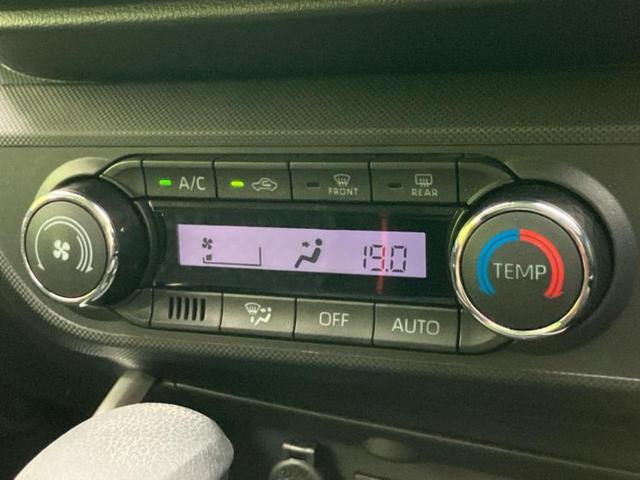 A/C
FRONT
REAR
19.0
TEMP
OFF
AUTO